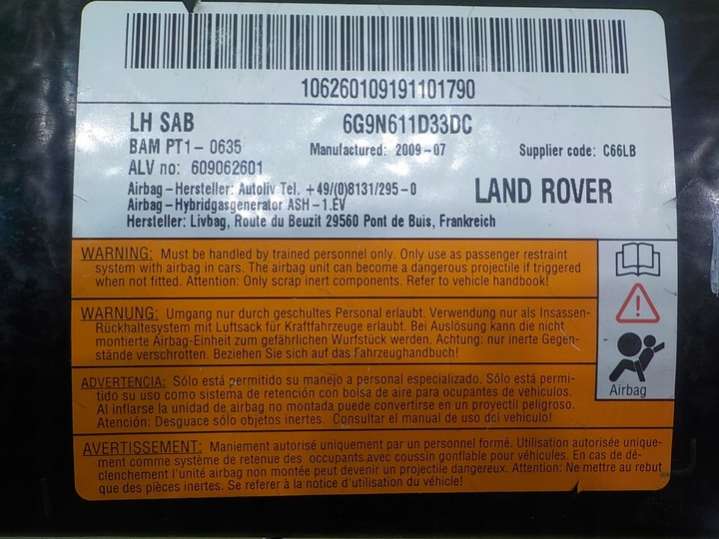 106260109191101790
LH SAB 6G9N611D33DC
BAM PT1-0635 Manufactured: 2009-07 Supplier code: C66LB
ALV no: 609062601
Airbag-Hersteller: Autoliv Tel. +49/(0)8131/295-0 LAND ROVER
Airbag-Hybridgasgenerator ASH-1.EV
Hersteller: Livbag, Route du Beuzit 29560 Pont de Buis, Frankreich
WARNING: Must be handled by trained personnel only. Only use as passenger restraint
system with airbag in cars. The airbag unit can become a dangerous projectile if triggered
when not fitted. Attention: Only scrap inert components. Refer to vehicle handbook!
WARNUNG: Umgang nur durch geschultes Personal erlaubt. Verwendung nur als Insassen-
Rückhaltesystem mit Luftsack für Kraftfahrzeuge erlaubt. Bei Auslösung kann die nicht
montierte Airbag-Einheit zum gefährlichen Wurfstück werden. Achtung: nur inerte Gegen-
stände verschrotten. Beziehen Sie sich auf das Fahrzeughandbuch!
Airbag
ADVERTENCIA: Sólo está permitido su manejo a personal especializado. Sólo está permi-
tido su uso como sistema de retención con bolsa de aire para ocupantes de vehículos.
Al inflarse la unidad de airbag no montada puede convertirse en un proyectil peligroso.
Atención: Desguace sólo objetos inertes. Consultar el manual de uso dcl vehículo!
AVERTISSEMENT: Maniement autorisé uniquement par un personnel formé. Utilisation autorisée unique-
ment comme système de retenue des occupants avec coussin gonflable pour véhicules. En cas de dé-
clenchement l'unité airbag non montée peut devenir un projectile dangereux. Attention: Ne mettre au rebut
que des pièces inertes. Se referer à la notice d'utilisation du véhicule!